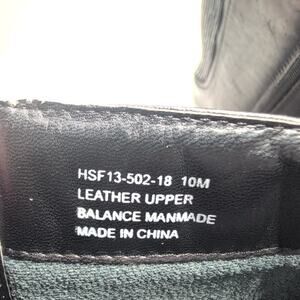 HSF13-502-18 10M
LEATHER UPPER
BALANCE MANMADE
MADE IN CHINA